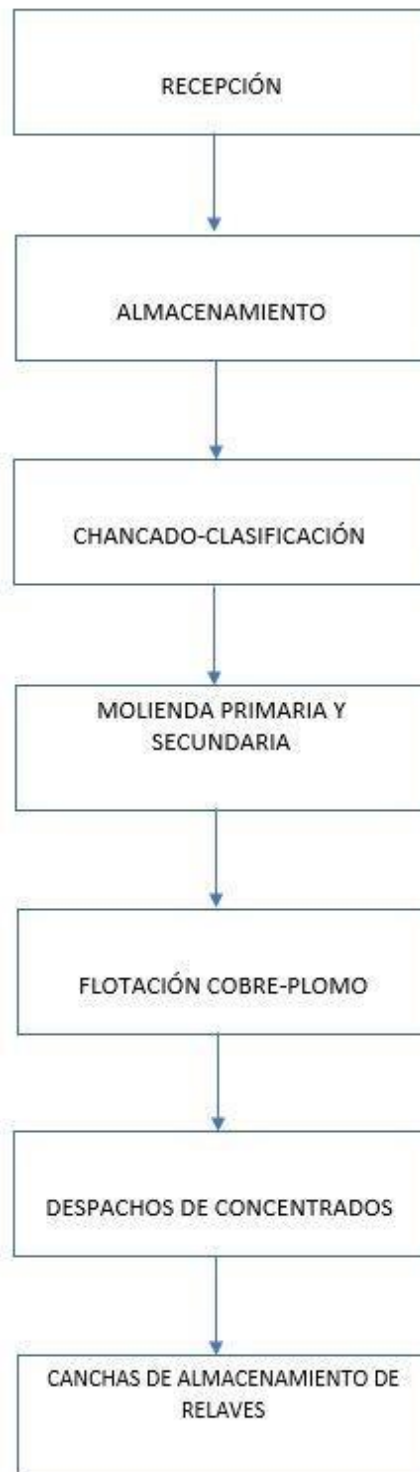 RECEPCIÓN
ALMACENAMIENTO
CHANCADO-CLASIFICACIÓN
MOLIENDA PRIMARIA Y
SECUNDARIA
FLOTACIÓN COBRE-PLOMO
DESPACHOS DE CONCENTRADOS
CANCHAS DE ALMACENAMIENTO DE
RELAVES